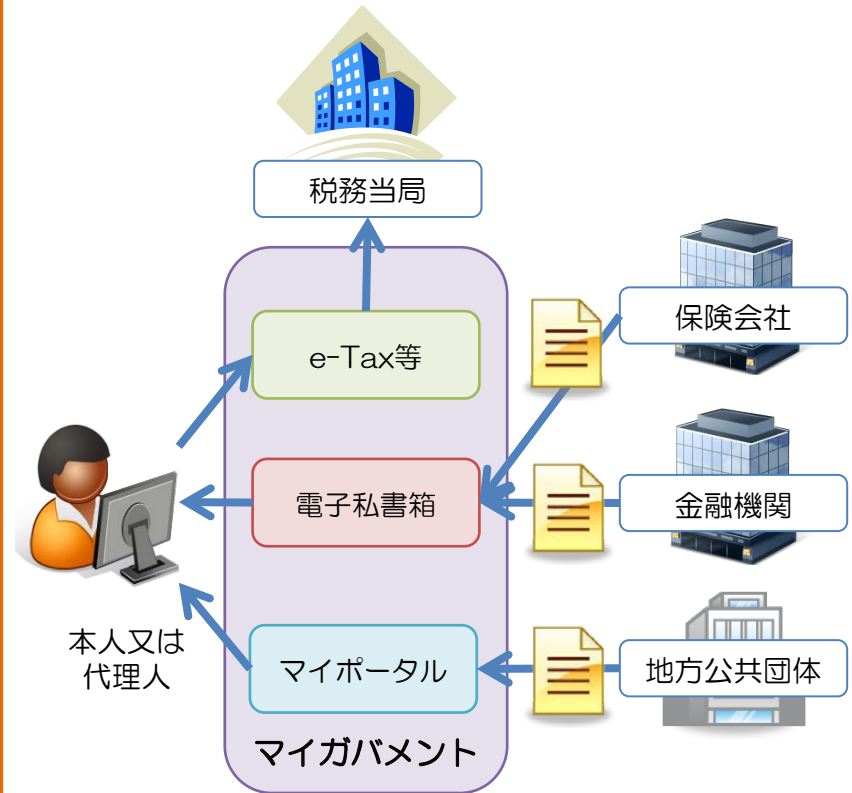 税務当局
保険会社
e-Tax等
電子私書箱
金融機関
本人又は
代理人
マイポータル
地方公共団体
マイガバメント